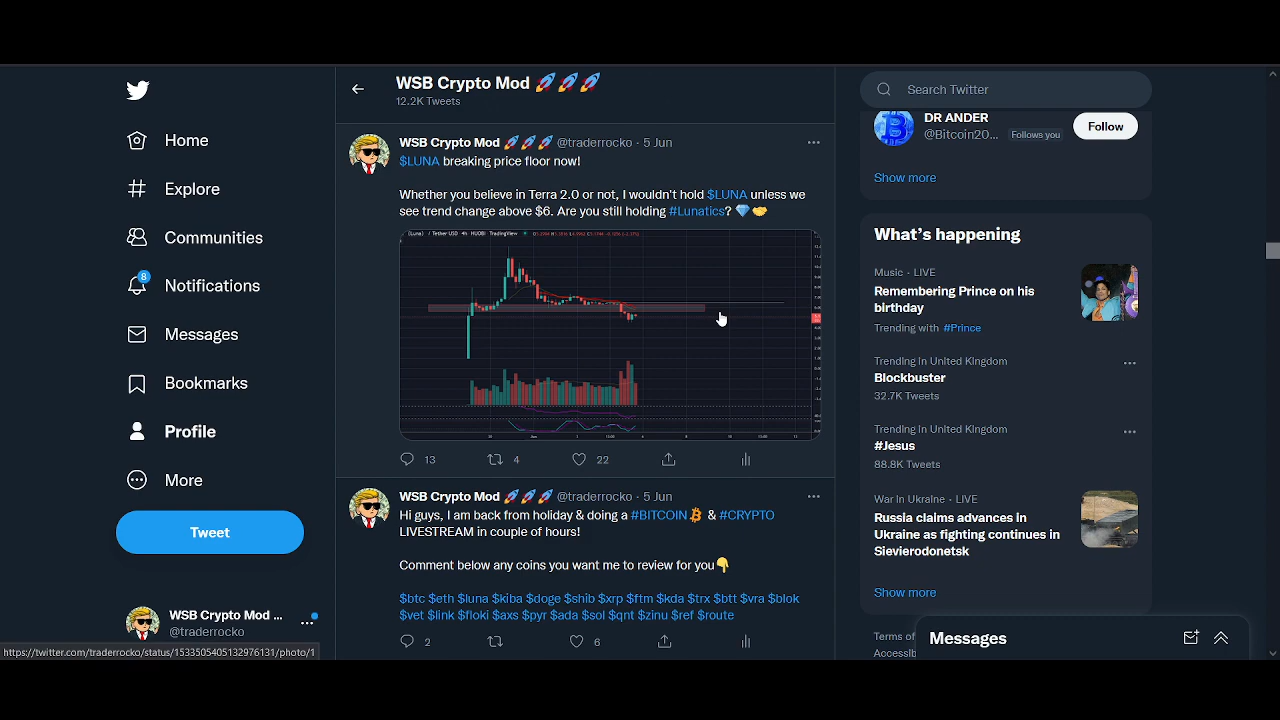 WSB Crypto Mod 🚀🚀🚀
12.2K Tweets
Home
Explore
Communities
8
Notifications
Messages
Bookmarks
Profile
More
Tweet
WSB Crypto Mod ...
@traderrocko
https://twitter.com/traderrocko/status/1533505405132976131/photo/1
WSB Crypto Mod 🚀🚀🚀 @traderrocko · 5 Jun
$LUNA breaking price floor now!
Whether you believe in Terra 2.0 or not, I wouldn't hold $LUNA unless we
see trend change above $6. Are you still holding #Lunatics? 💎🤝
13 4 22
WSB Crypto Mod 🚀🚀🚀 @traderrocko · 5 Jun
Hi guys, I am back from holiday & doing a #BITCOIN & #CRYPTO
LIVESTREAM in couple of hours!
Comment below any coins you want me to review for you👇
$btc $eth $luna $kiba $doge $shib $xrp $ftm $kda $trx $btt $vra $blok
$vet $link $floki $axs $pyr $ada $sol $qnt $zinu $ref $route
2 6
Search Twitter
DR ANDER
@Bitcoin20... Follows you
Follow
Show more
What's happening
Music · LIVE
Remembering Prince on his
birthday
Trending with #Prince
Trending in United Kingdom
Blockbuster
32.7K Tweets
Trending in United Kingdom
#Jesus
88.8K Tweets
War in Ukraine · LIVE
Russia claims advances in
Ukraine as fighting continues in
Sievierodonetsk
Show more
Terms of
Messages